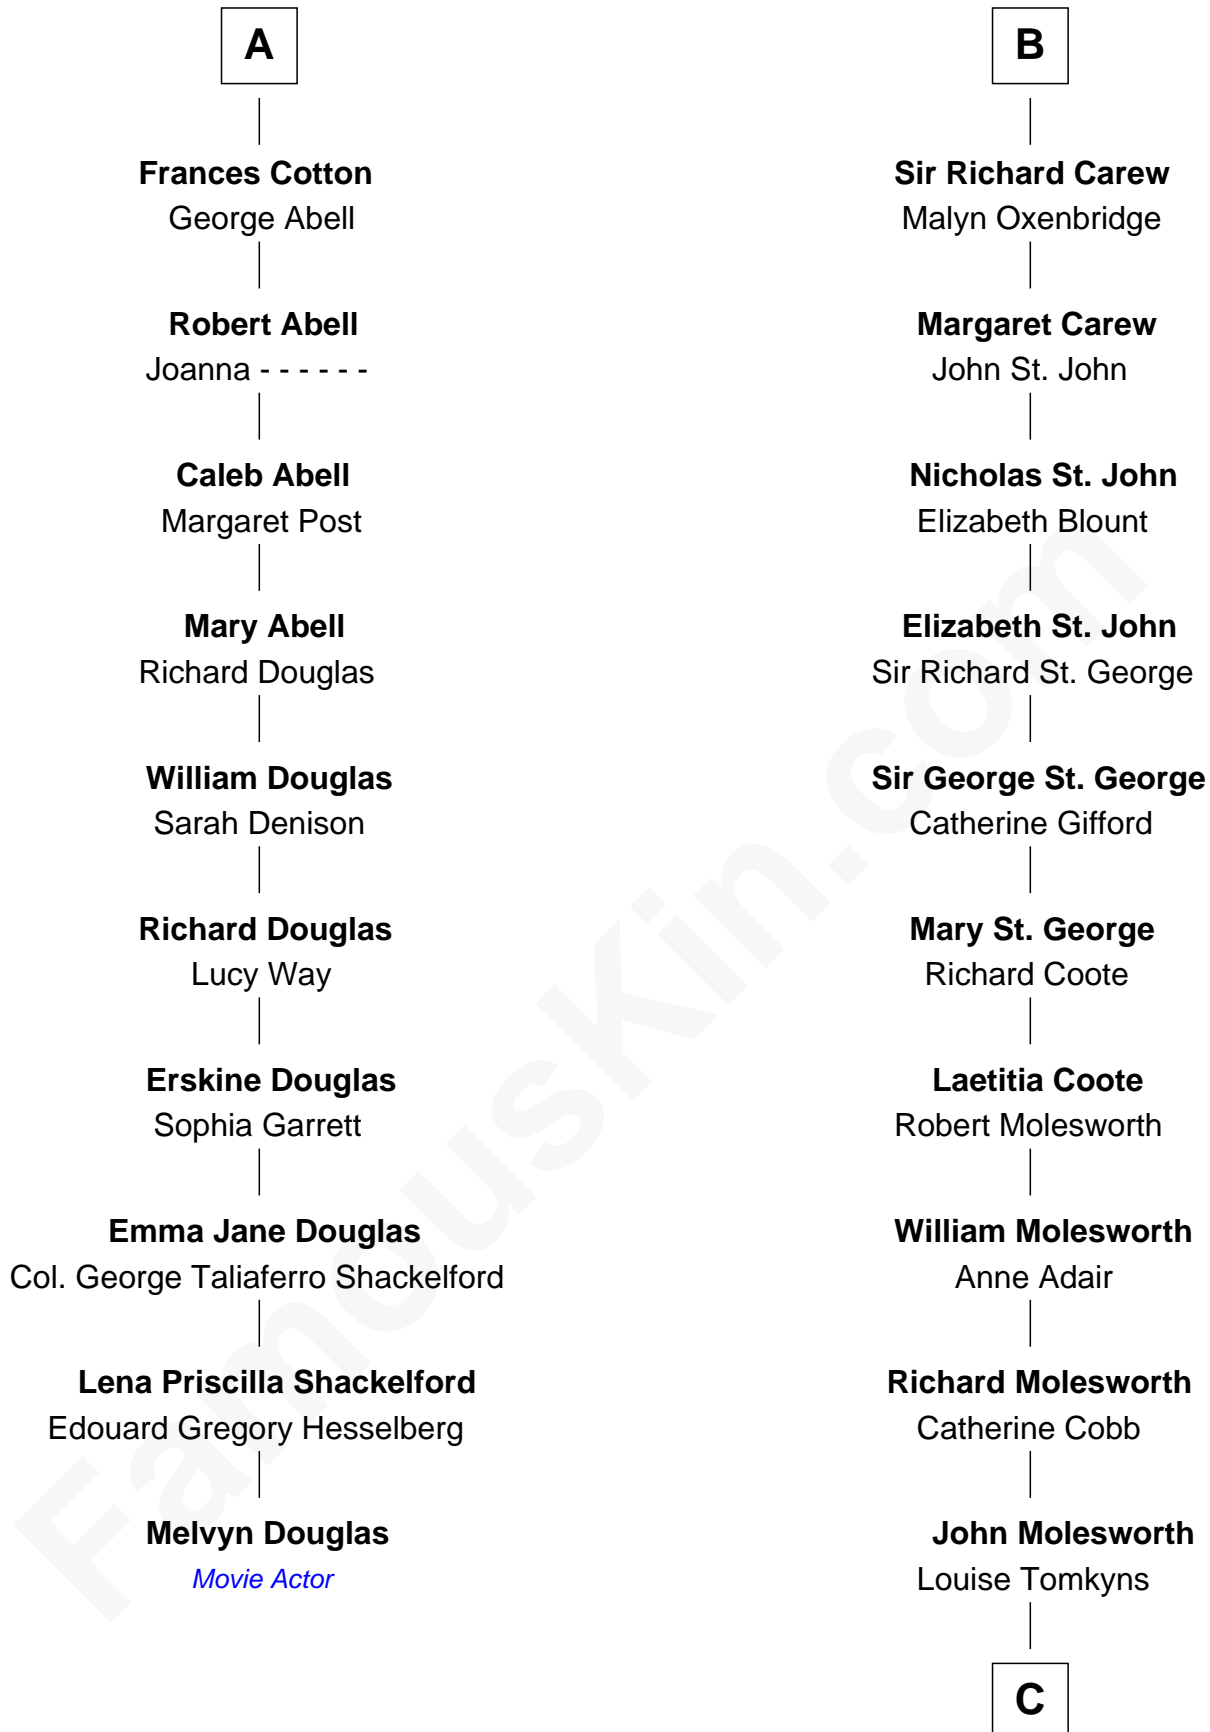 A
Frances Cotton
George Abell
Robert Abell
Joanna - - - - - -
Caleb Abell
Margaret Post
Mary Abell
Richard Douglas
William Douglas
Sarah Denison
Richard Douglas
Lucy Way
Erskine Douglas
Sophia Garrett
Emma Jane Douglas
Col. George Taliaferro Shackelford
Lena Priscilla Shackelford
Edouard Gregory Hesselberg
Melvyn Douglas
Movie Actor
B
Sir Richard Carew
Malyn Oxenbridge
Margaret Carew
John St. John
Nicholas St. John
Elizabeth Blount
Elizabeth St. John
Sir Richard St. George
Sir George St. George
Catherine Gifford
Mary St. George
Richard Coote
Laetitia Coote
Robert Molesworth
William Molesworth
Anne Adair
Richard Molesworth
Catherine Cobb
John Molesworth
Louise Tomkyns
C
FamousKin.com